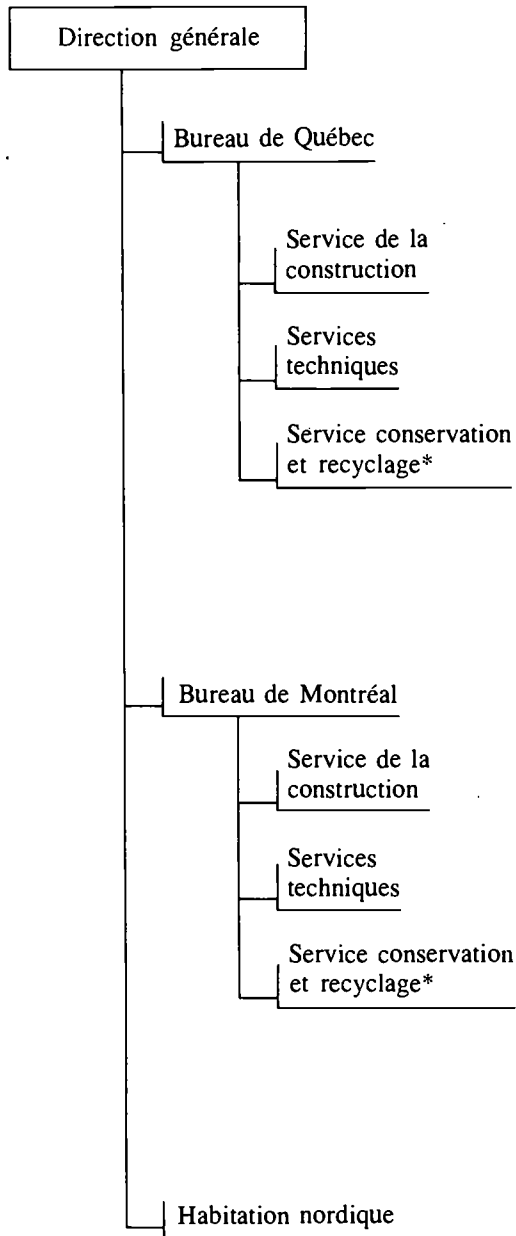 Direction générale
Bureau de Québec
Service de la
construction
Services
techniques
Service conservation
et recyclage*
Bureau de Montréal
Service de la
construction
Services
techniques
Service conservation
et recyclage*
Habitation nordique